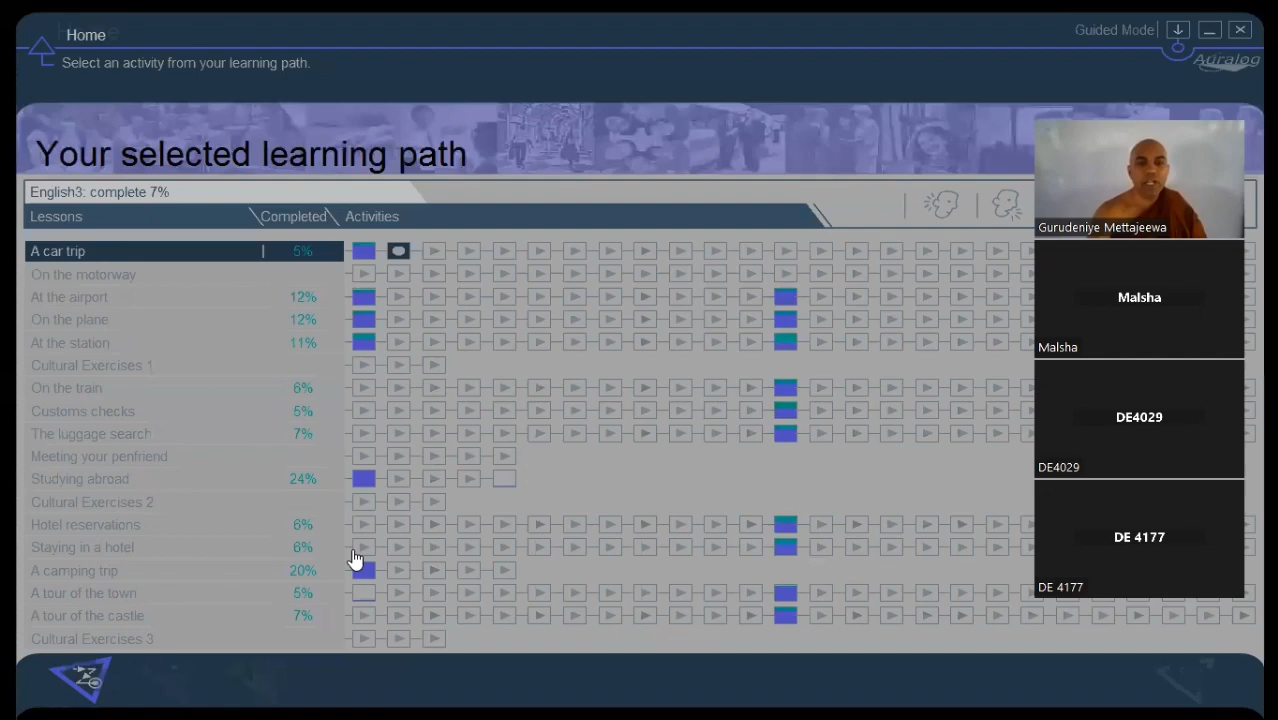 Home
Guided Mode
Select an activity from your learning path.
Auralog
Your selected learning path
English3: complete 7%
Lessons Completed Activities
A car trip 5%
On the motorway
At the airport 12%
On the plane 12%
At the station 11%
Cultural Exercises 1
On the train 6%
Customs checks 5%
The luggage search 7%
Meeting your penfriend
Studying abroad 24%
Cultural Exercises 2
Hotel reservations 6%
Staying in a hotel 6%
A camping trip 20%
A tour of the town 5%
A tour of the castle 7%
Cultural Exercises 3
Gurudeniye Mettajeewa
Malsha
Malsha
DE4029
DE4029
DE 4177
DE 4177